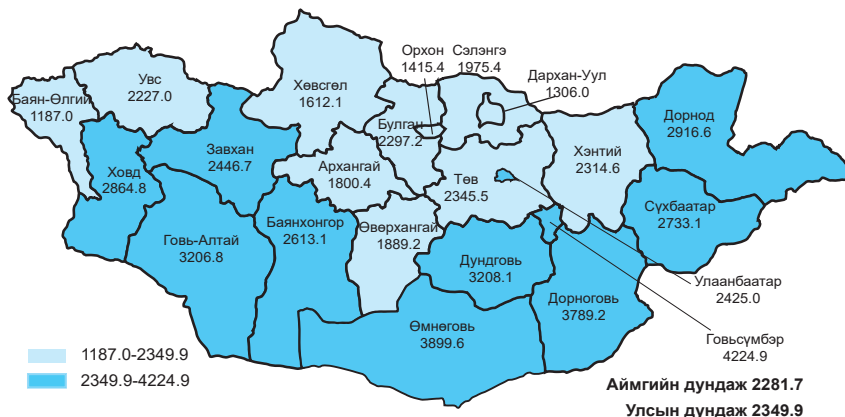 Орхон
1415.4
Сэлэнгэ
1975.4
Дархан-Уул
1306.0
Увс
2227.0
Баян-Өлгий
1187.0
Хөвсгөл
1612.1
Булган
2297.2
Дорнод
2916.6
Ховд
2864.8
Завхан
2446.7
Архангай
1800.4
Төв
2345.5
Хэнтий
2314.6
Говь-Алтай
3206.8
Баянхонгор
2613.1
Өвөрхангай
1889.2
Сүхбаатар
2733.1
Дундговь
3208.1
Дорноговь
3789.2
Улаанбаатар
2425.0
Өмнөговь
3899.6
Говьсүмбэр
4224.9
1187.0-2349.9
2349.9-4224.9
Аймгийн дундаж 2281.7
Улсын дундаж 2349.9